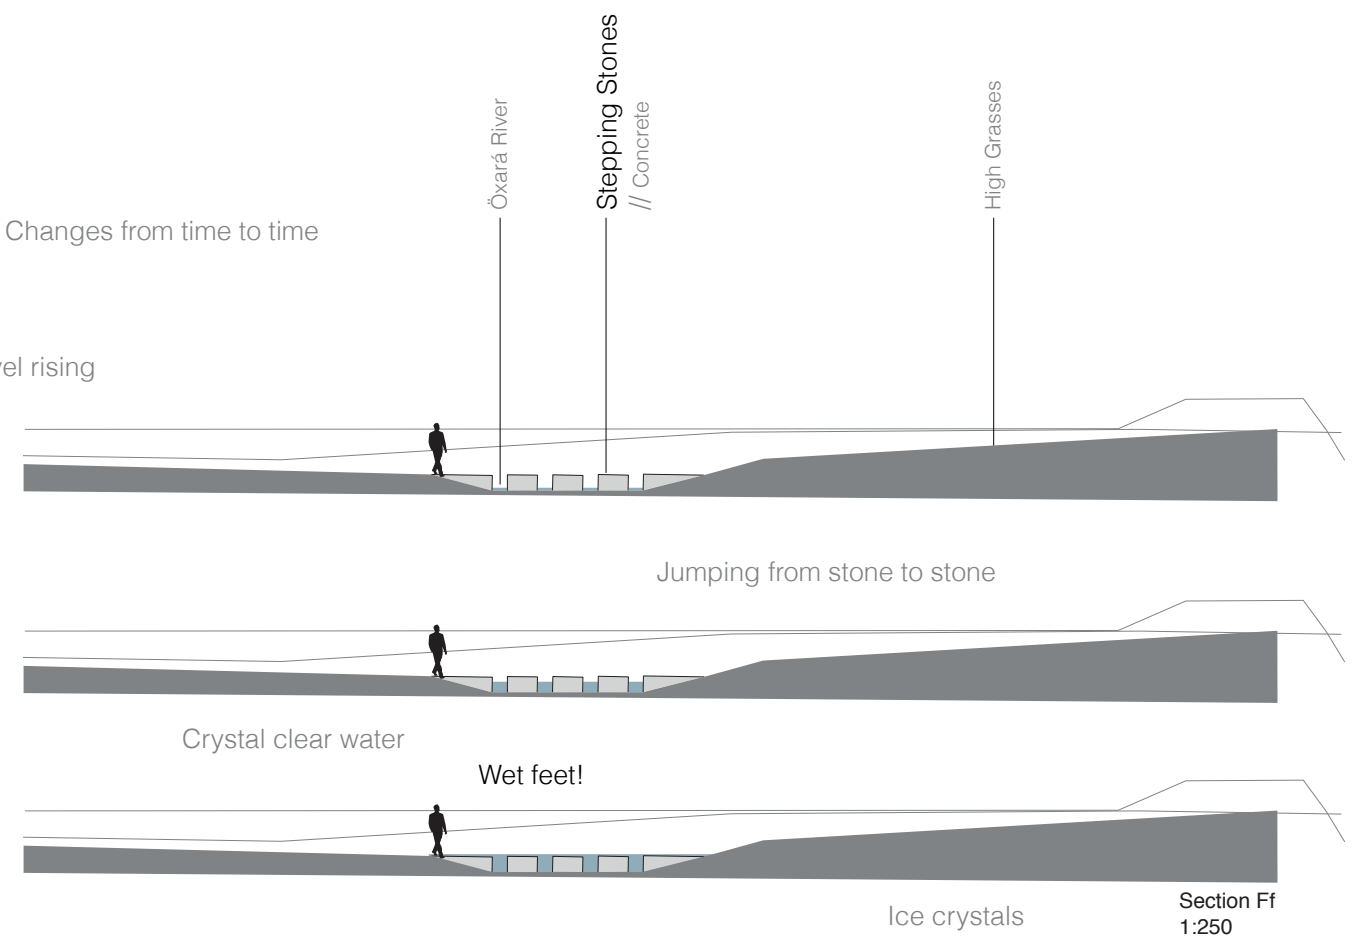 Öxará River
Stepping Stones
// Concrete
High Grasses
Changes from time to time
el rising
Jumping from stone to stone
Crystal clear water
Wet feet!
Ice crystals
Section Ff
1:250